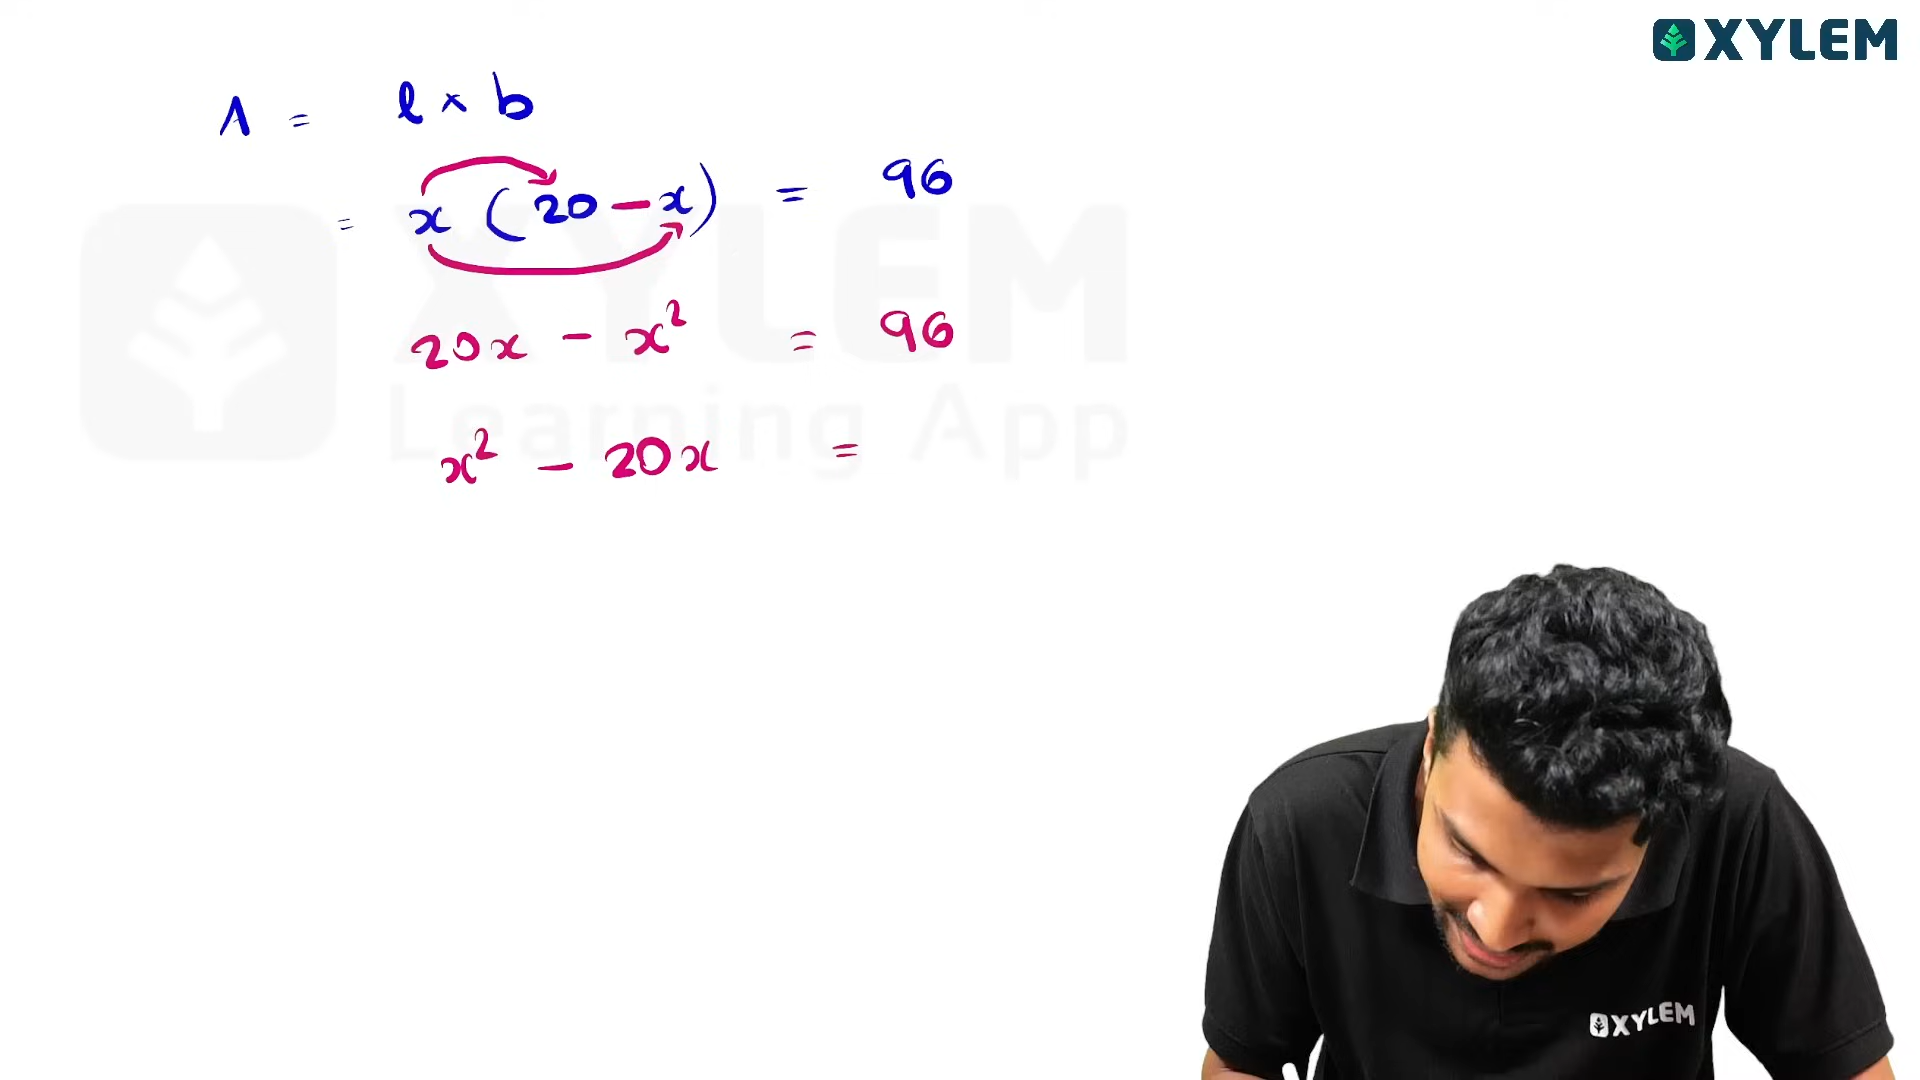 XYLEM
A = l × b
= x (20 - x) = 96
20x - x² = 96
x² - 20x =
XYLEM
Learning App
XYLEM